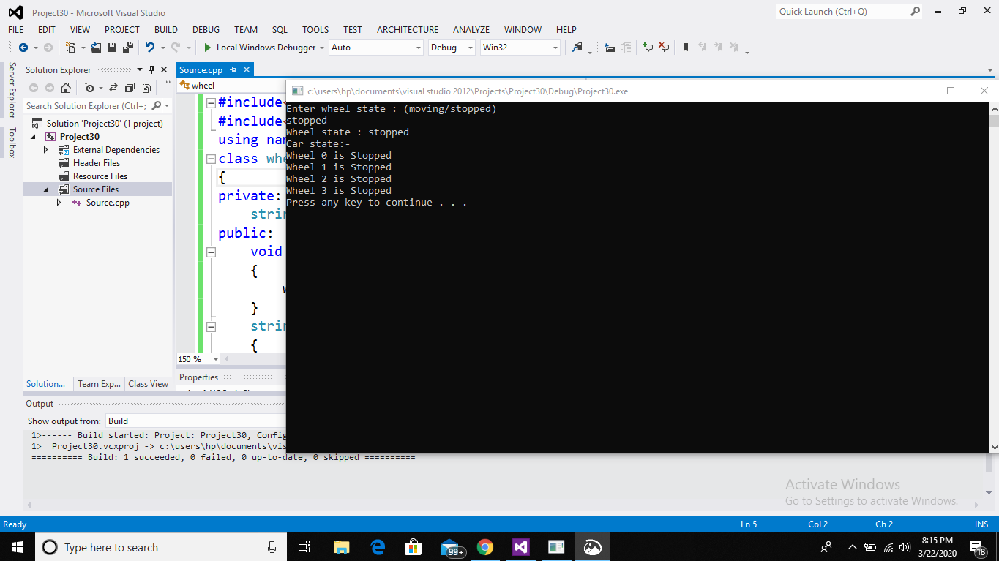 Project30 - Microsoft Visual Studio
Quick Launch (Ctrl+Q)
FILE EDIT VIEW PROJECT BUILD DEBUG TEAM SQL TOOLS TEST ARCHITECTURE ANALYZE WINDOW HELP
Local Windows Debugger Auto Debug Win32
Server Explorer
Toolbox
Solution Explorer
Search Solution Explorer (Ctrl+;
Solution 'Project30' (1 project)
Project30
External Dependencies
Header Files
Resource Files
Source Files
Source.cpp
Solution... Team Exp... Class View
Source.cpp
wheel
#include<
#include<
using nam
class whe
{
private:
strin
public:
void
{
w
}
strin
{
150 %
Properties
c:\users\hp\documents\visual studio 2012\Projects\Project30\Debug\Project30.exe
Enter wheel state : (moving/stopped)
stopped
Wheel state : stopped
Car state:-
Wheel 0 is Stopped
Wheel 1 is Stopped
Wheel 2 is Stopped
Wheel 3 is Stopped
Press any key to continue . . .
Output
Show output from: Build
1>------ Build started: Project: Project30, Config
1> Project30.vcxproj -> c:\users\hp\documents\vis
========== Build: 1 succeeded, 0 failed, 0 up-to-date, 0 skipped ==========
Activate Windows
Go to Settings to activate Windows.
Ready Ln 5 Col 2 Ch 2 INS
Type here to search
99+
8:15 PM
3/22/2020
18